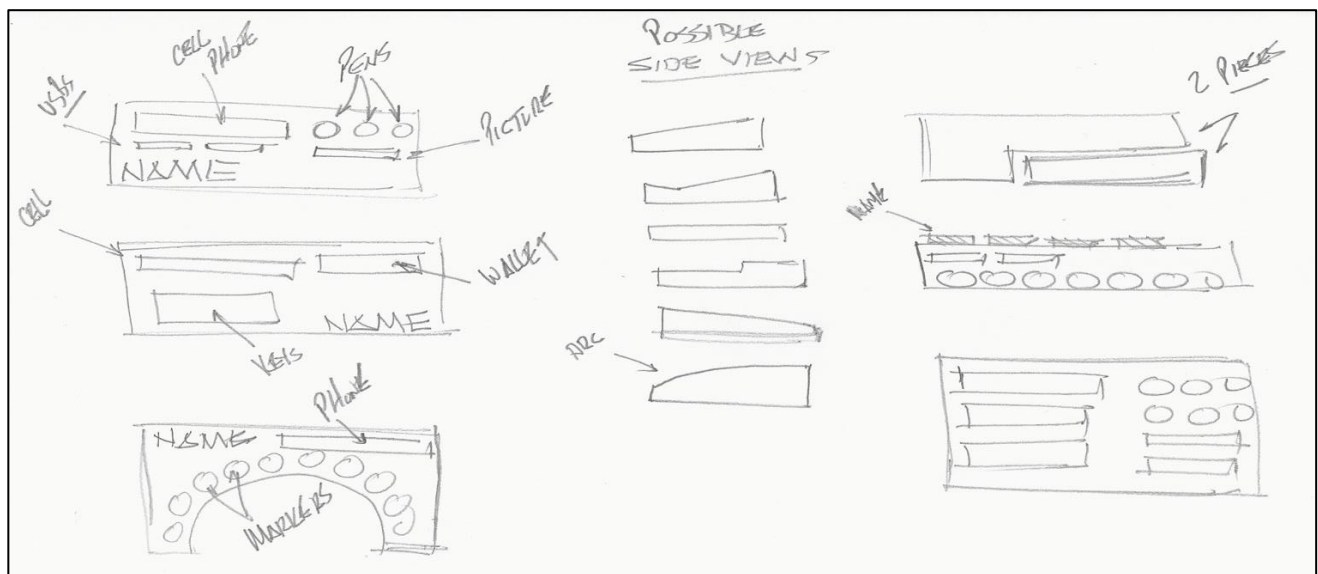 CELL
PHONE
PENS
USBs
PICTURE
NAME
CELL
WALLET
NAME
KEYS
PHONE
NAME
MARKERS
POSSIBLE
SIDE VIEWS
ARC
2 PIECES
NAME